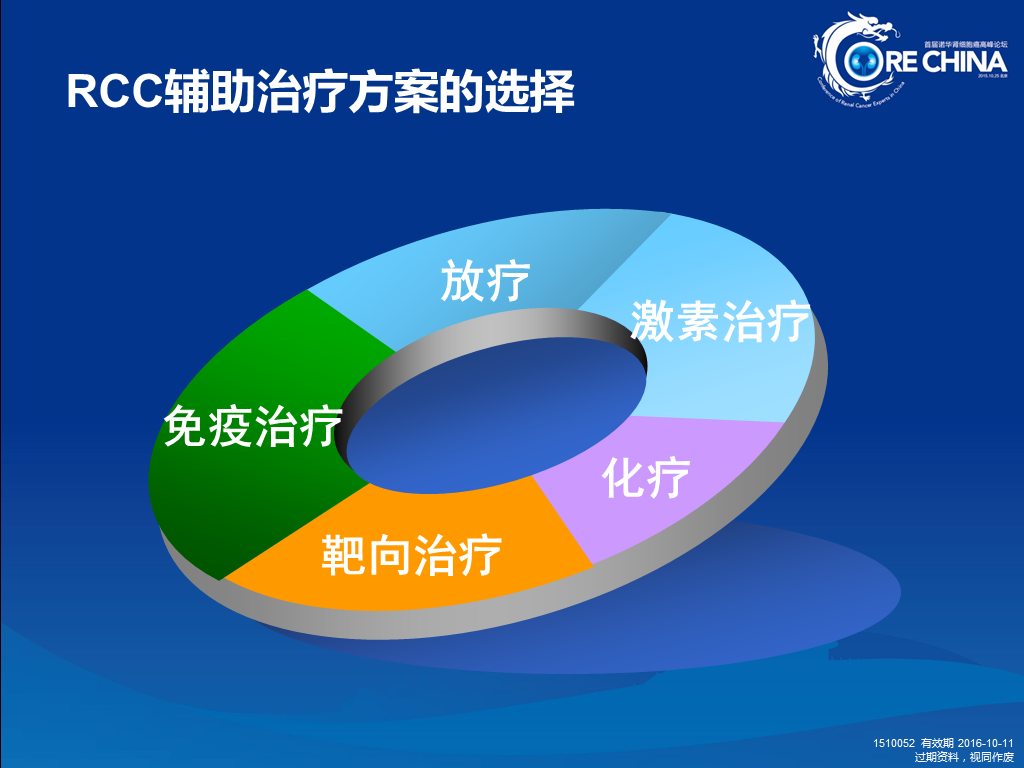 RCC辅助治疗方案的选择
首届诺华肾细胞癌高峰论坛
CORE CHINA
2015.10.25 北京
Conference of Renal Cancer Experts in China
放疗
激素治疗
免疫治疗
化疗
靶向治疗
1510052 有效期 2016-10-11
过期资料，视同作废